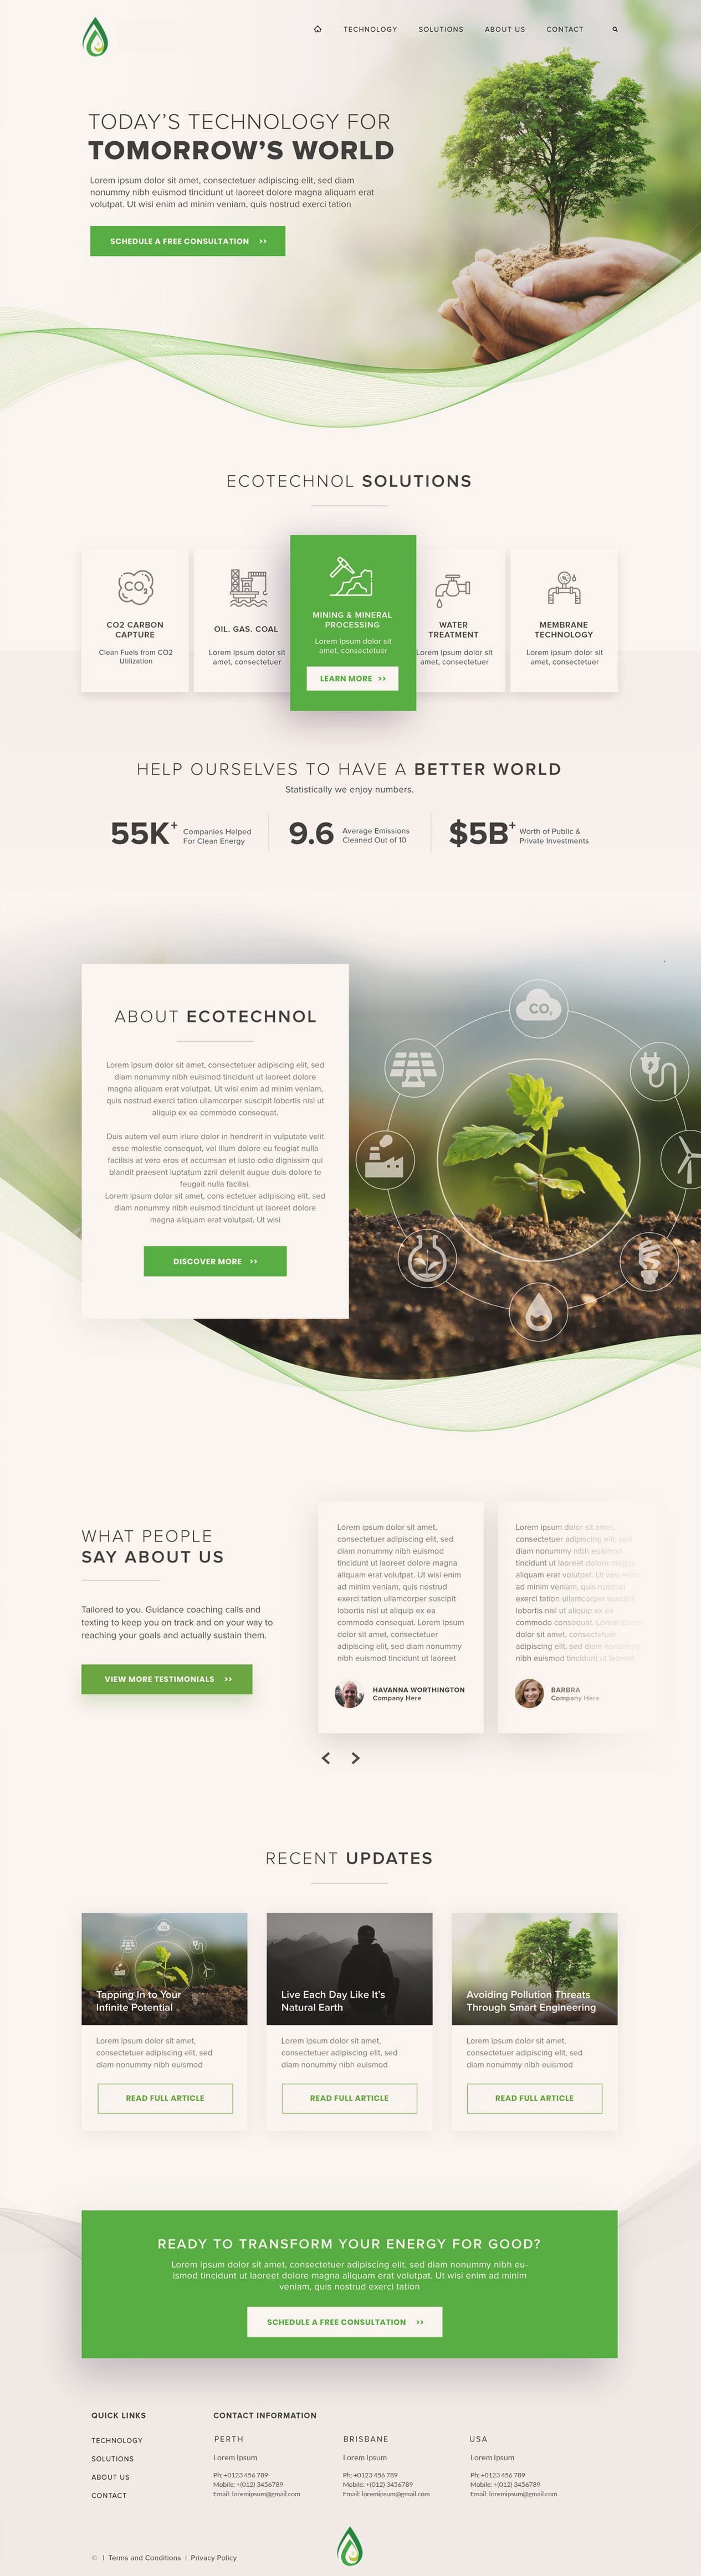 TECHNOLOGY SOLUTIONS ABOUT US CONTACT
TODAY'S TECHNOLOGY FOR
TOMORROW'S WORLD
Lorem ipsum dolor sit amet, consectetuer adipiscing elit, sed diam
nonummy nibh euismod tincidunt ut laoreet dolore magna aliquam erat
volutpat. Ut wisi enim ad minim veniam, quis nostrud exerci tation
SCHEDULE A FREE CONSULTATION >>
ECOTECHNOL SOLUTIONS
CO2
CO2 CARBON
CAPTURE
Clean Fuels from CO2
Utilization
OIL. GAS. COAL
Lorem ipsum dolor sit
amet, consectetuer
MINING & MINERAL
PROCESSING
Lorem ipsum dolor sit
amet, consectetuer
LEARN MORE >>
WATER
TREATMENT
Lorem ipsum dolor sit
amet, consectetuer
MEMBRANE
TECHNOLOGY
Lorem ipsum dolor sit
amet, consectetuer
HELP OURSELVES TO HAVE A BETTER WORLD
Statistically we enjoy numbers.
55K+ Companies Helped
For Clean Energy
9.6 Average Emissions
Cleaned Out of 10
$5B+ Worth of Public &
Private Investments
ABOUT ECOTECHNOL
Lorem ipsum dolor sit amet, consectetuer adipiscing elit, sed
diam nonummy nibh euismod tincidunt ut laoreet dolore
magna aliquam erat volutpat. Ut wisi enim ad minim veniam,
quis nostrud exerci tation ullamcorper suscipit lobortis nisl ut
aliquip ex ea commodo consequat.
Duis autem vel eum iriure dolor in hendrerit in vulputate velit
esse molestie consequat, vel illum dolore eu feugiat nulla
facilisis at vero eros et accumsan et iusto odio dignissim qui
blandit praesent luptatum zzril delenit augue duis dolore te
feugait nulla facilisi.
Lorem ipsum dolor sit amet, cons ectetuer adipiscing elit, sed
diam nonummy nibh euismod tincidunt ut laoreet dolore
magna aliquam erat volutpat. Ut wisi
DISCOVER MORE >>
CO2
WHAT PEOPLE
SAY ABOUT US
Tailored to you. Guidance coaching calls and
texting to keep you on track and on your way to
reaching your goals and actually sustain them.
VIEW MORE TESTIMONIALS >>
Lorem ipsum dolor sit amet,
consectetuer adipiscing elit, sed
diam nonummy nibh euismod
tincidunt ut laoreet dolore magna
aliquam erat volutpat. Ut wisi enim
ad minim veniam, quis nostrud
exerci tation ullamcorper suscipit
lobortis nisl ut aliquip ex ea
commodo consequat. Lorem ipsum
dolor sit amet, consectetuer
adipiscing elit, sed diam nonummy
nibh euismod tincidunt ut laoreet
HAVANNA WORTHINGTON
Company Here
Lorem ipsum dolor sit amet,
consectetuer adipiscing elit, sed
diam nonummy nibh euismod
tincidunt ut laoreet dolore magna
aliquam erat volutpat. Ut wisi enim
ad minim veniam, quis nostrud
exerci tation ullamcorper suscipit
lobortis nisl ut aliquip ex ea
commodo consequat. Lorem ipsum
dolor sit amet, consectetuer
adipiscing elit, sed diam nonummy
nibh euismod tincidunt ut laoreet
BARBRA
Company Here
RECENT UPDATES
Tapping In to Your
Infinite Potential
Lorem ipsum dolor sit amet,
consectetuer adipiscing elit, sed
diam nonummy nibh euismod
READ FULL ARTICLE
Live Each Day Like It's
Natural Earth
Lorem ipsum dolor sit amet,
consectetuer adipiscing elit, sed
diam nonummy nibh euismod
READ FULL ARTICLE
Avoiding Pollution Threats
Through Smart Engineering
Lorem ipsum dolor sit amet,
consectetuer adipiscing elit, sed
diam nonummy nibh euismod
READ FULL ARTICLE
READY TO TRANSFORM YOUR ENERGY FOR GOOD?
Lorem ipsum dolor sit amet, consectetuer adipiscing elit, sed diam nonummy nibh eu-
ismod tincidunt ut laoreet dolore magna aliquam erat volutpat. Ut wisi enim ad minim
veniam, quis nostrud exerci tation
SCHEDULE A FREE CONSULTATION >>
QUICK LINKS
TECHNOLOGY
SOLUTIONS
ABOUT US
CONTACT
CONTACT INFORMATION
PERTH
Lorem Ipsum
Ph; +0123 456 789
Mobile: +(012) 3456789
Email: loremipsum@gmail.com
BRISBANE
Lorem Ipsum
Ph; +0123 456 789
Mobile: +(012) 3456789
Email: loremipsum@gmail.com
USA
Lorem Ipsum
Ph; +0123 456 789
Mobile: +(012) 3456789
Email: loremipsum@gmail.com
© | Terms and Conditions | Privacy Policy